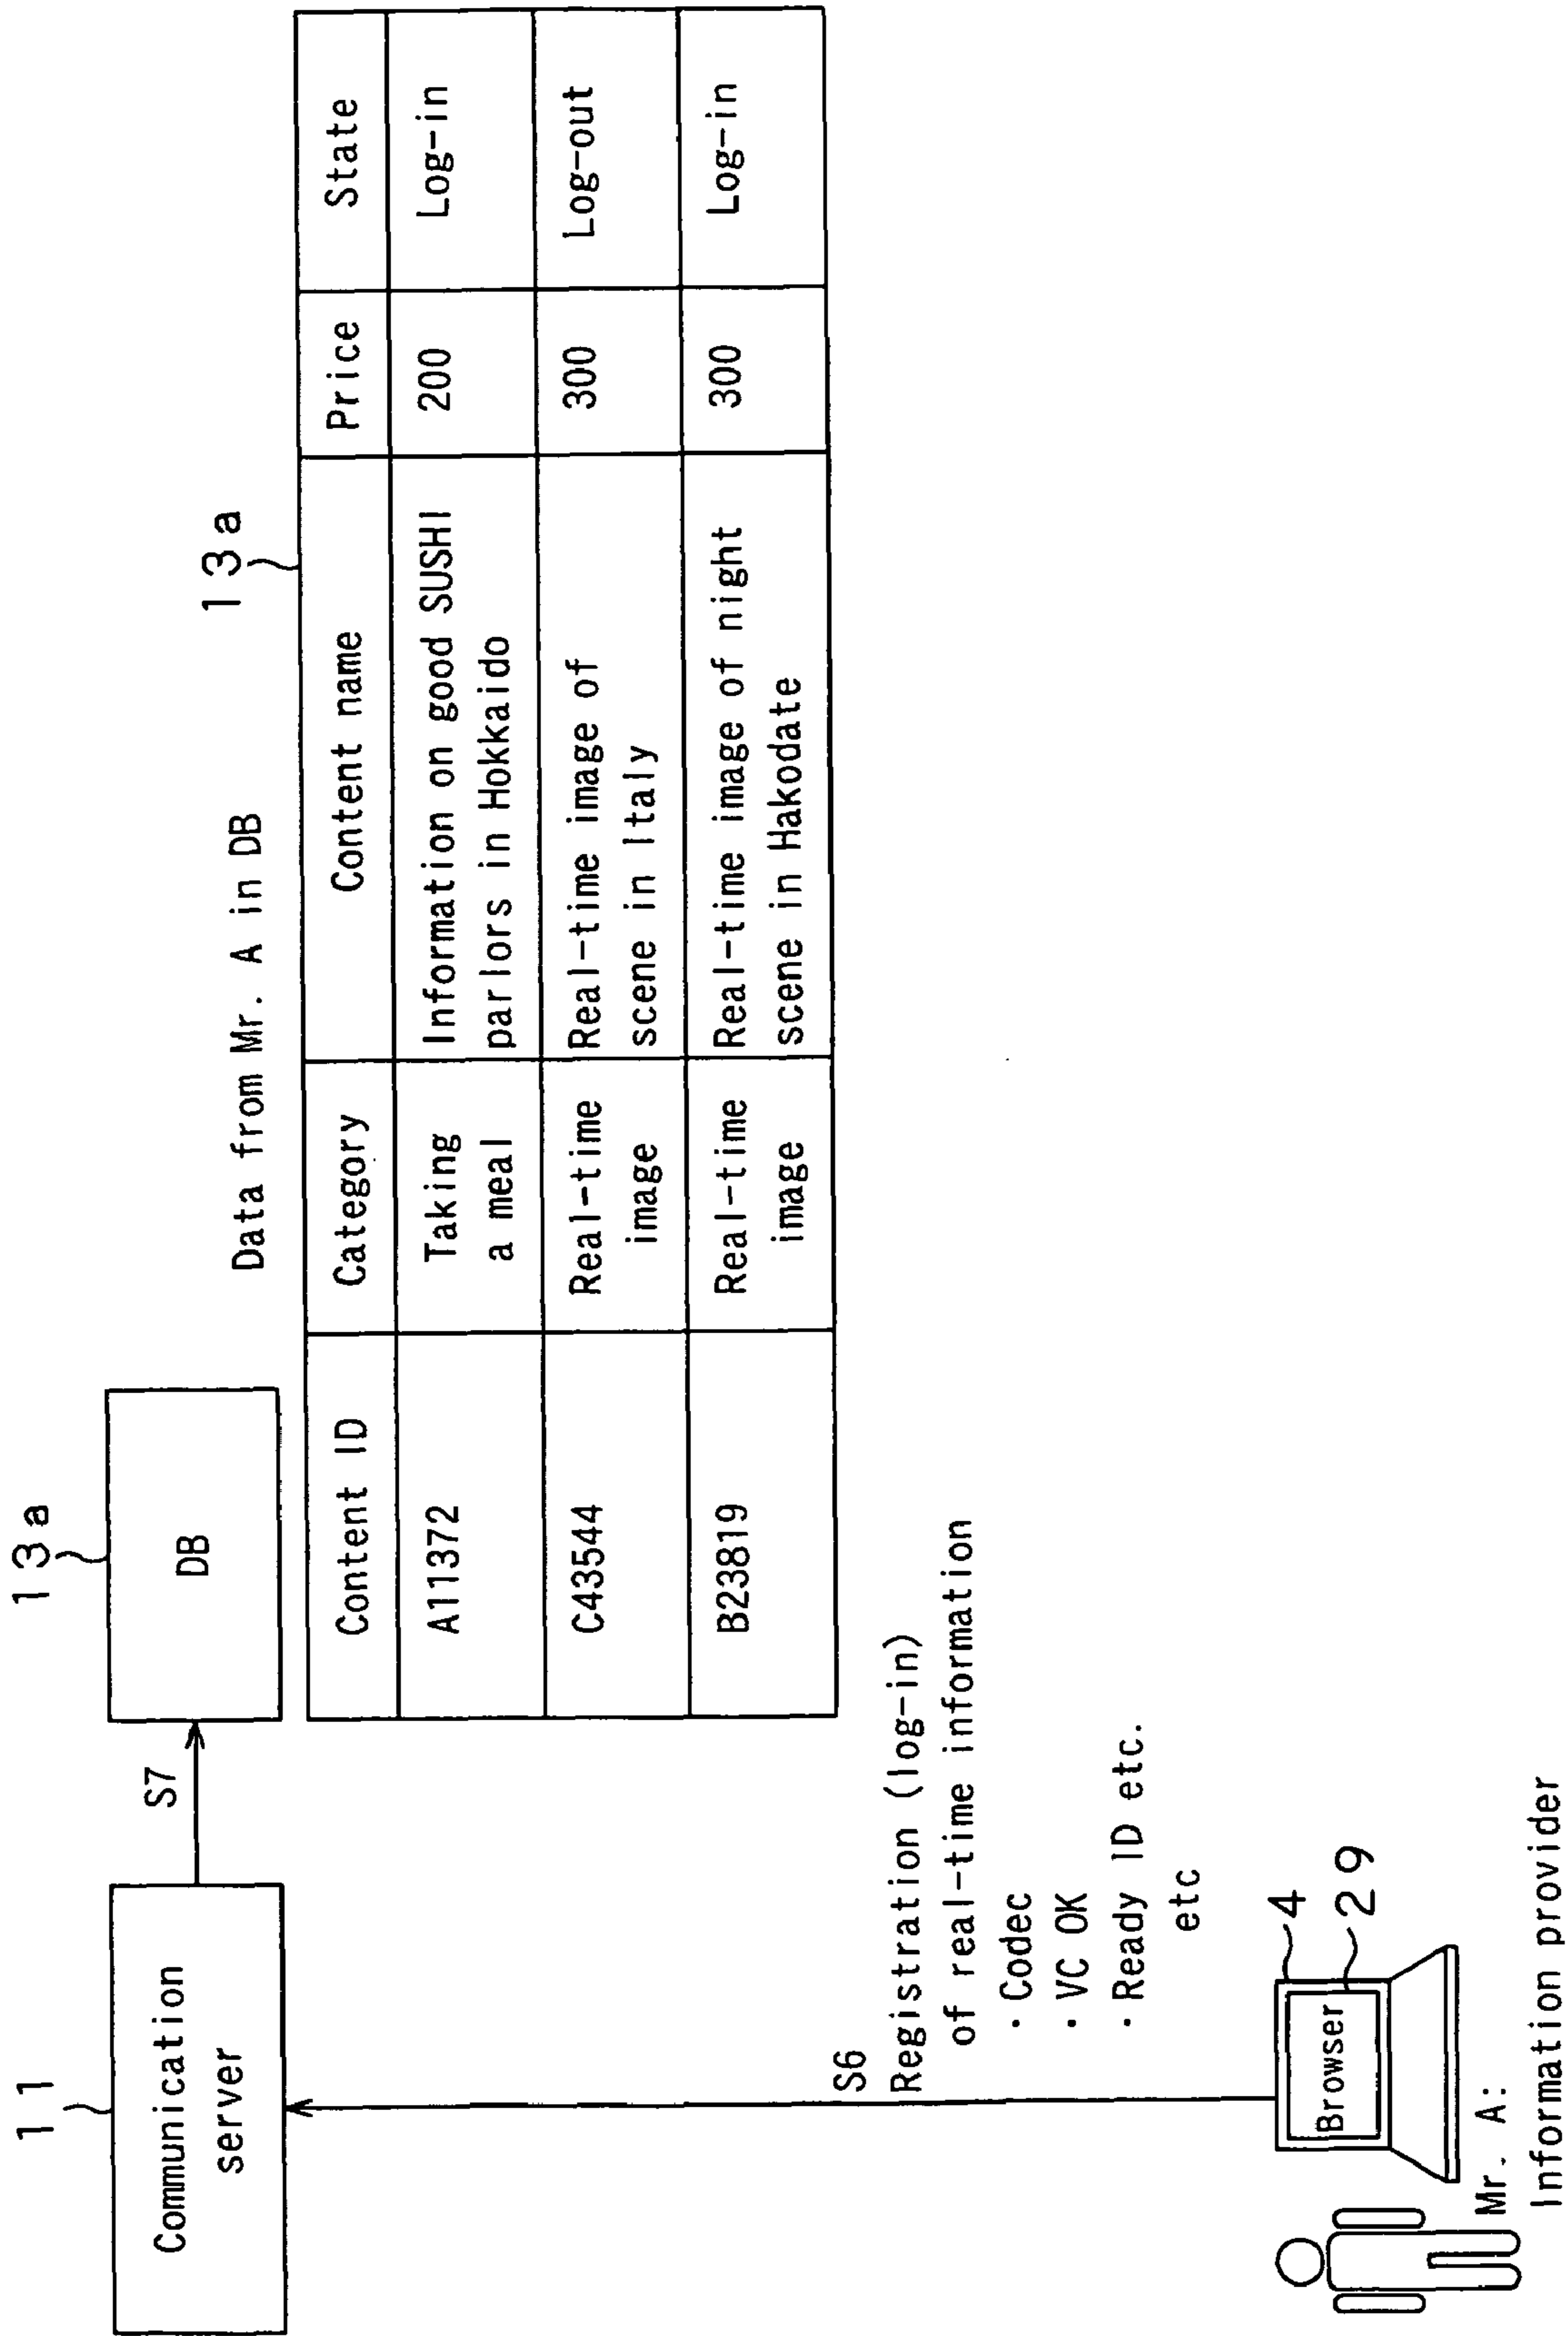 11
Communication
server
S7
13a
DB
Data from Mr. A in DB
13a
Content ID
Category
Content name
Price
State
A11372
Taking
a meal
Information on good SUSHI
parlors in Hokkaido
200
Log-in
C43544
Real-time
image
Real-time image of
scene in Italy
300
Log-out
B23819
Real-time
image
Real-time image of night
scene in Hakodate
300
Log-in
S6
Registration (log-in)
of real-time information
・Codec
・VC OK
・Ready ID etc.
etc
4
Browser
29
Mr. A:
Information provider